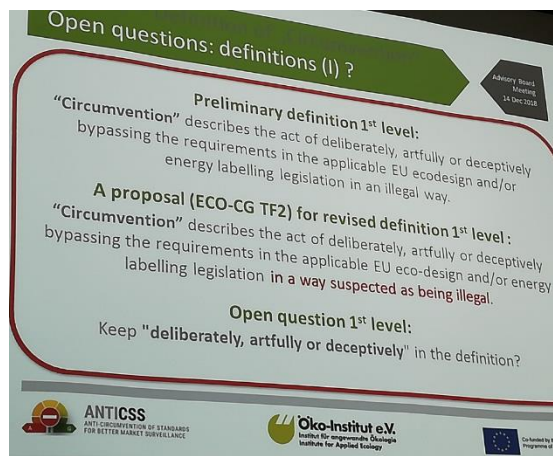 Open questions: definitions (I) ?
Advisory Board
Meeting
14 Dec 2018
Preliminary definition 1st level:
“Circumvention” describes the act of deliberately, artfully or deceptively
bypassing the requirements in the applicable EU ecodesign and/or
energy labelling legislation in an illegal way.
A proposal (ECO-CG TF2) for revised definition 1st level :
“Circumvention” describes the act of deliberately, artfully or deceptively
bypassing the requirements in the applicable EU eco-design and/or energy
labelling legislation in a way suspected as being illegal.
Open question 1st level:
Keep "deliberately, artfully or deceptively" in the definition?
ANTICSS
ANTI-CIRCUMVENTION OF STANDARDS
FOR BETTER MARKET SURVEILLANCE
Öko-Institut e.V.
Institut für angewandte Ökologie
Institute for Applied Ecology
Co-funded by
Programme of